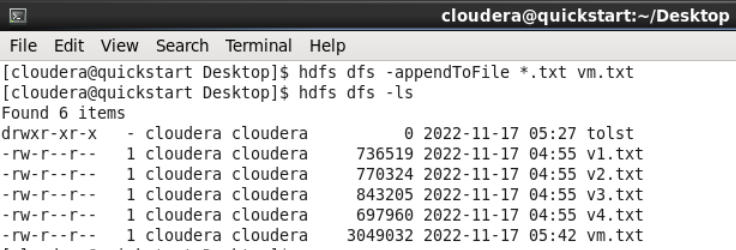 cloudera@quickstart:~/Desktop
File Edit View Search Terminal Help
[cloudera@quickstart Desktop]$ hdfs dfs -appendToFile *.txt vm.txt
[cloudera@quickstart Desktop]$ hdfs dfs -ls
Found 6 items
drwxr-xr-x   - cloudera cloudera          0 2022-11-17 05:27 tolst
-rw-r--r--   1 cloudera cloudera     736519 2022-11-17 04:55 v1.txt
-rw-r--r--   1 cloudera cloudera     770324 2022-11-17 04:55 v2.txt
-rw-r--r--   1 cloudera cloudera     843205 2022-11-17 04:55 v3.txt
-rw-r--r--   1 cloudera cloudera     697960 2022-11-17 04:55 v4.txt
-rw-r--r--   1 cloudera cloudera    3049032 2022-11-17 05:42 vm.txt